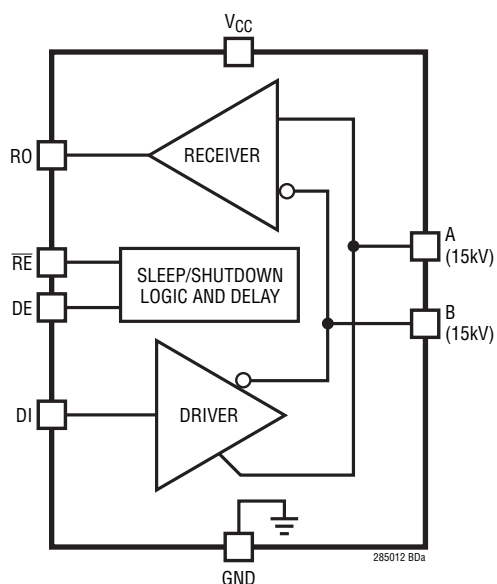 VCC
RO
RECEIVER
A
(15kV)
RE
SLEEP/SHUTDOWN
LOGIC AND DELAY
DE
B
(15kV)
DI
DRIVER
285012 BDa
GND